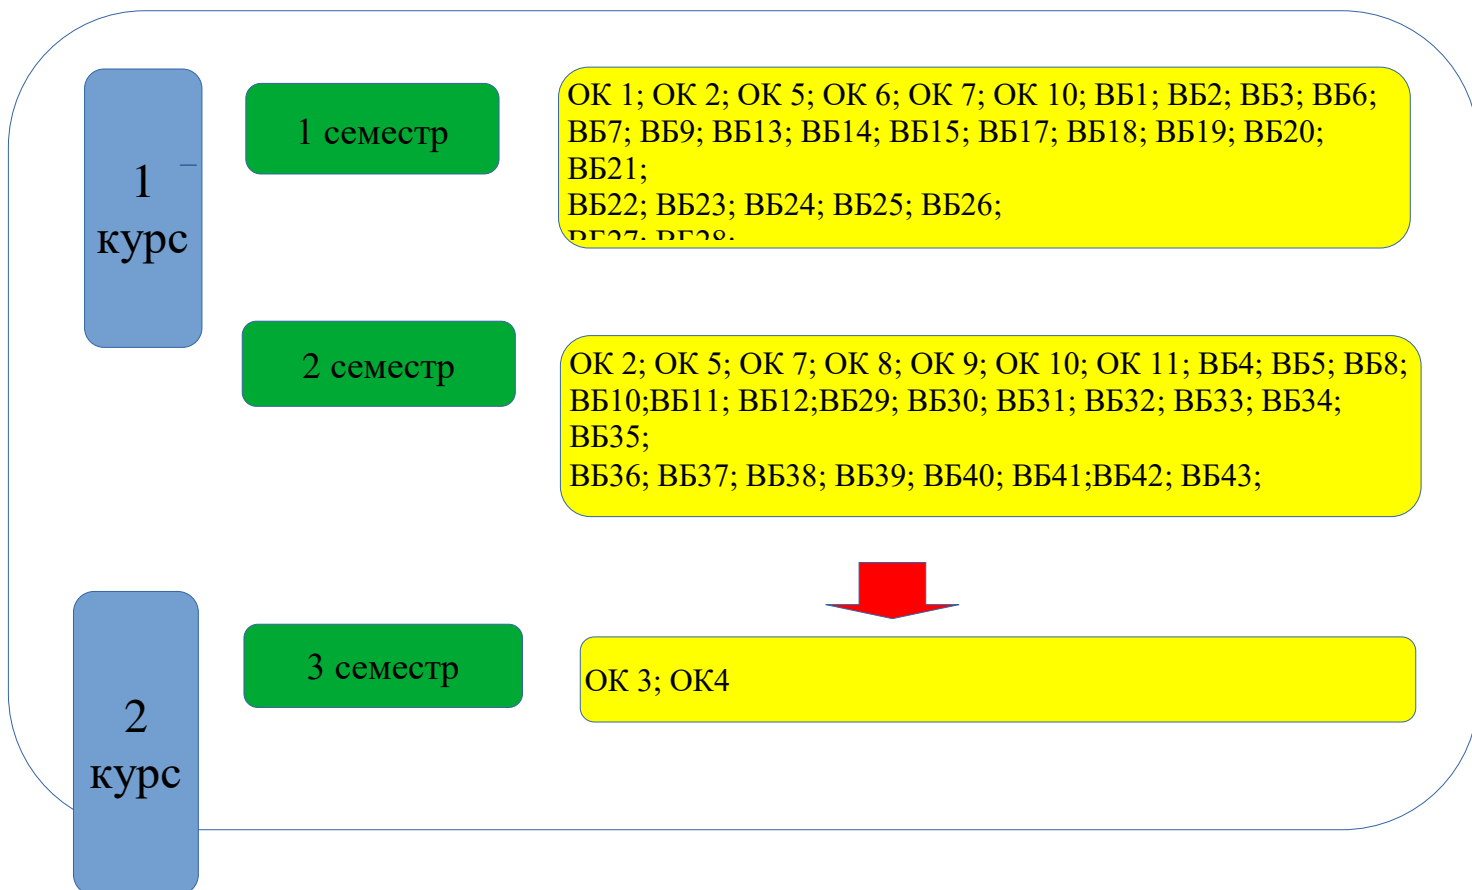 1
курс
1 семестр
ОК 1; ОК 2; ОК 5; ОК 6; ОК 7; ОК 10; ВБ1; ВБ2; ВБ3; ВБ6;
ВБ7; ВБ9; ВБ13; ВБ14; ВБ15; ВБ17; ВБ18; ВБ19; ВБ20;
ВБ21;
ВБ22; ВБ23; ВБ24; ВБ25; ВБ26;
ВБ27; ВБ28;
2 семестр
ОК 2; ОК 5; ОК 7; ОК 8; ОК 9; ОК 10; ОК 11; ВБ4; ВБ5; ВБ8;
ВБ10;ВБ11; ВБ12;ВБ29; ВБ30; ВБ31; ВБ32; ВБ33; ВБ34;
ВБ35;
ВБ36; ВБ37; ВБ38; ВБ39; ВБ40; ВБ41;ВБ42; ВБ43;
2
курс
3 семестр
ОК 3; ОК4